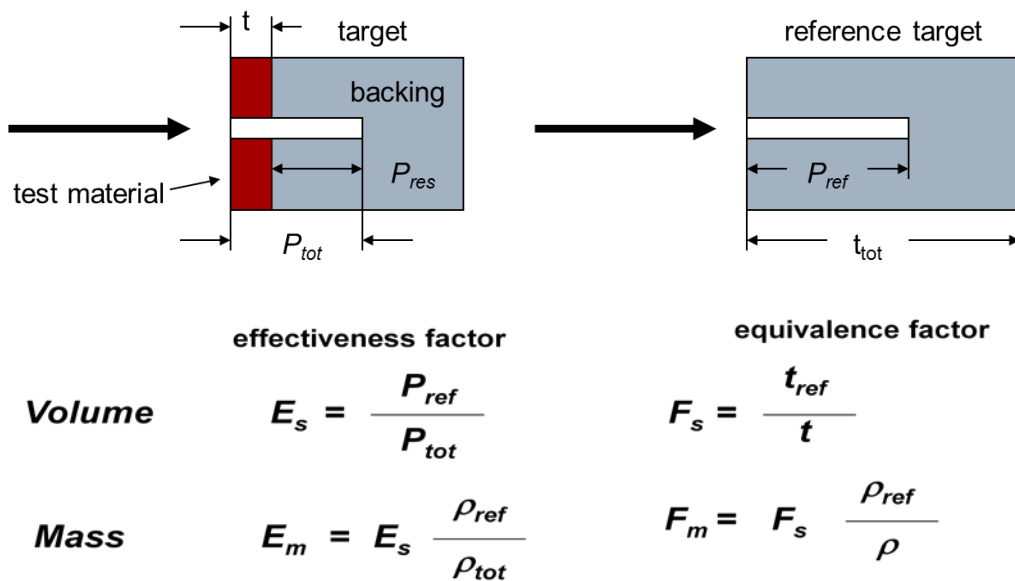 t
target
reference target
backing
test material
P_res
P_ref
P_tot
t_tot
effectiveness factor
equivalence factor
Volume E_s = P_ref / P_tot F_s = t_ref / t
Mass E_m = E_s ρ_ref / ρ_tot F_m = F_s ρ_ref / ρ